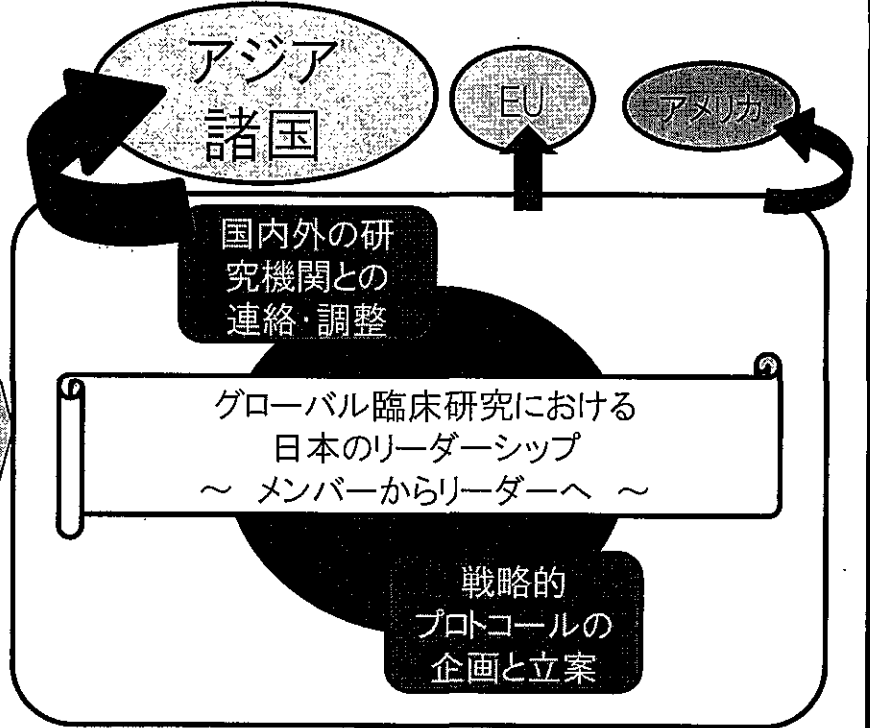 アジア
諸国
EU
アメリカ
国内外の研
究機関との
連絡・調整
グローバル臨床研究における
日本のリーダーシップ
～ メンバーからリーダーへ ～
戦略的
プロトコールの
企画と立案